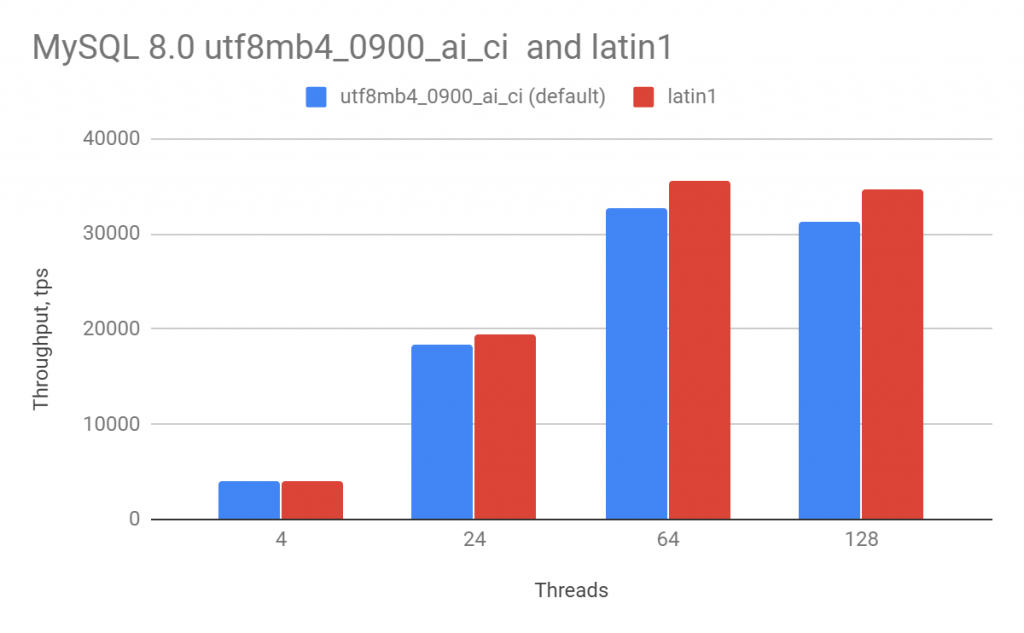 MySQL 8.0 utf8mb4_0900_ai_ci and latin1
utf8mb4_0900_ai_ci (default) latin1
40000
30000
20000
10000
0
Throughput, tps
4 24 64 128
Threads